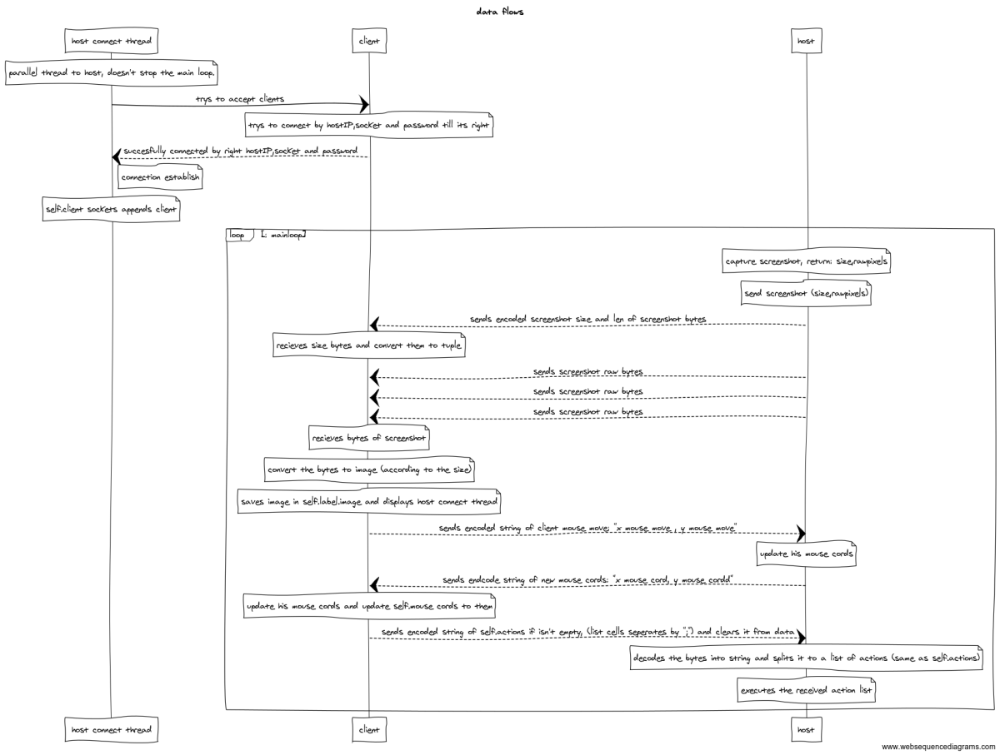 data flows
host connect thread
client
host
parallel thread to host, doesn't stop the main loop.
trys to accept clients
trys to connect by hostIP,socket and password till its right
succesfully connected by right hostIP,socket and password
connection establish
self.client sockets appends client
loop [; mainloop]
capture screenshot, return: size,rawpixels
send screenshot (size,rawpixels)
sends encoded screenshot size and len of screenshot bytes
recieves size bytes and convert them to tuple
sends screenshot raw bytes
sends screenshot raw bytes
sends screenshot raw bytes
recieves bytes of screenshot
convert the bytes to image (according to the size)
saves image in self.label.image and displays host connect thread
sends encoded string of client mouse move; "x mouse move , y mouse move"
update his mouse cords
sends endcode string of new mouse cords: "x mouse cord, y mouse cordd"
update his mouse cords and update self.mouse cords to them
sends encoded string of self.actions if isn't empty; (list cells seperates by ";") and clears it from data
decodes the bytes into string and splits it to a list of actions (same as self.actions)
executes the received action list
host connect thread
client
host
www.websequencediagrams.com